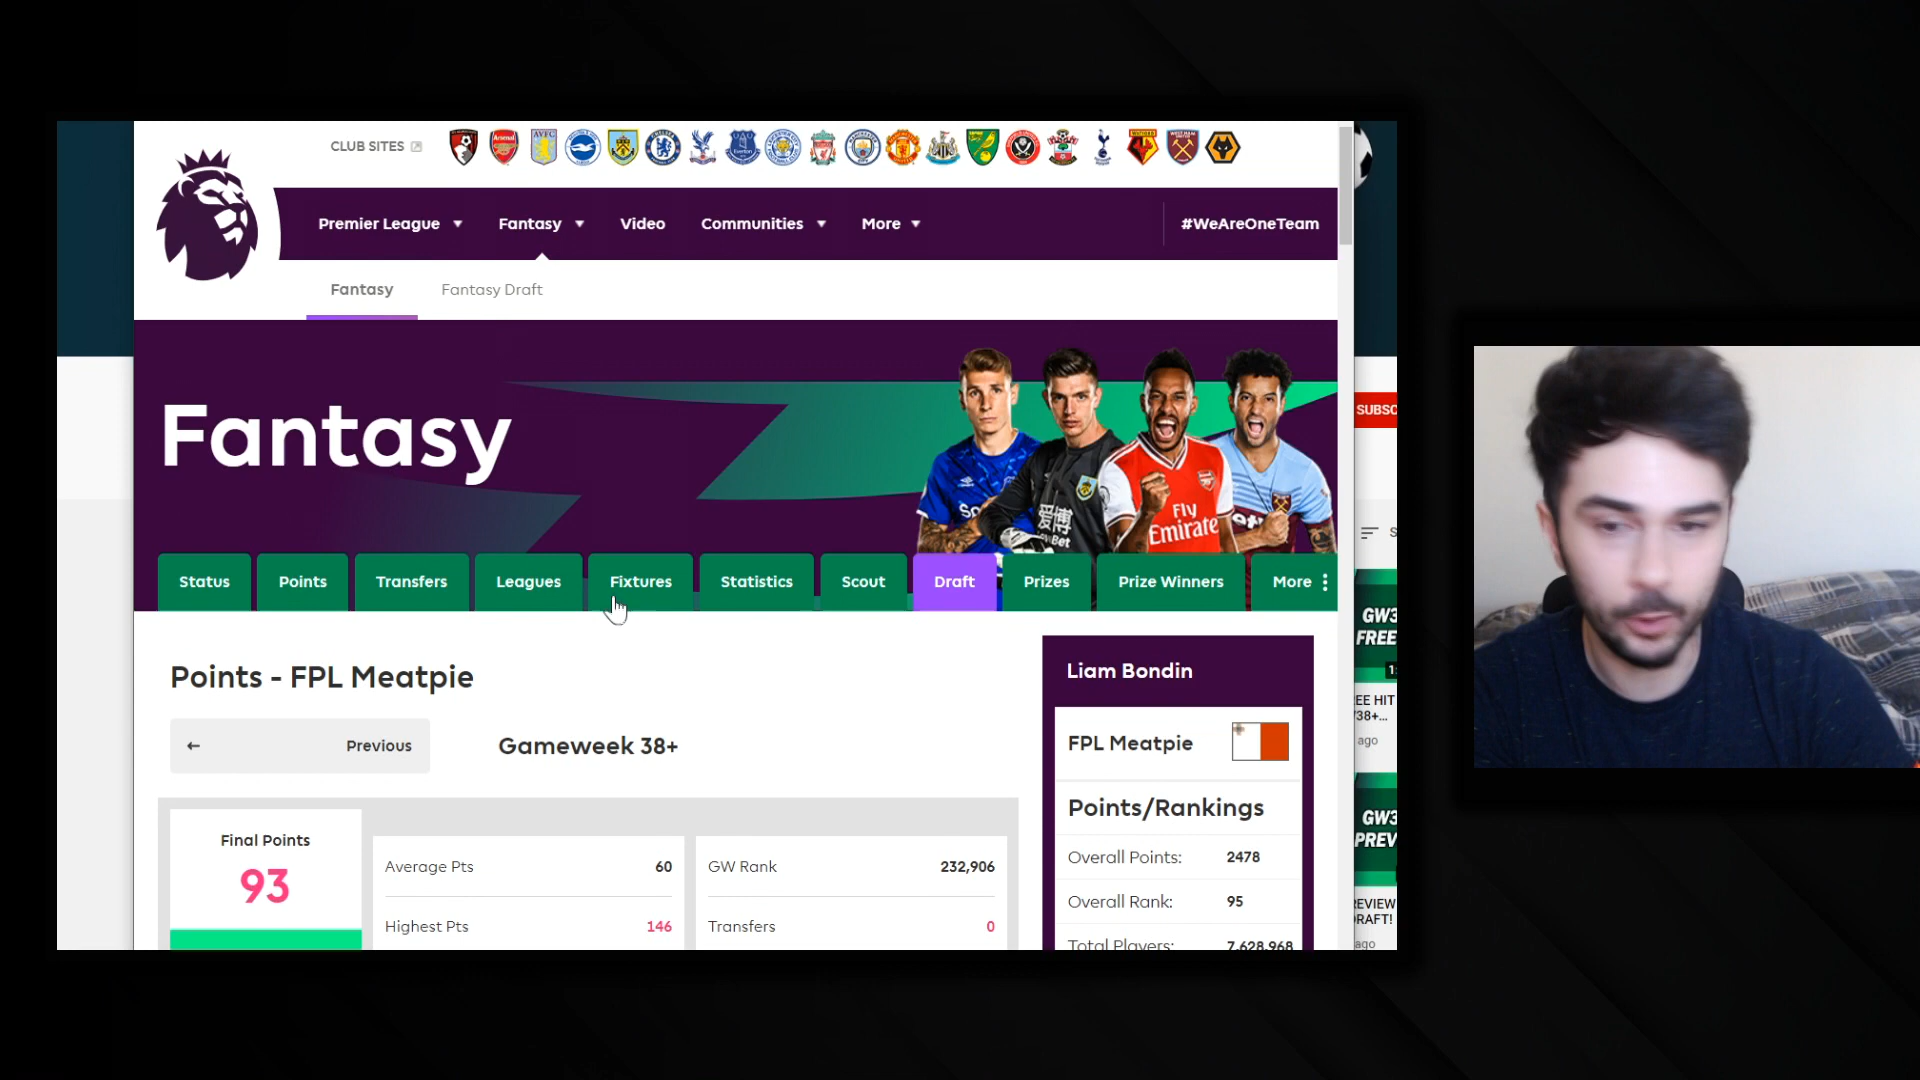 CLUB SITES
Premier League
Fantasy
Video
Communities
More
#WeAreOneTeam
Fantasy
Fantasy Draft
Fantasy
Fly
Emirate
Status
Points
Transfers
Leagues
Fixtures
Statistics
Scout
Draft
Prizes
Prize Winners
More
Points - FPL Meatpie
Previous
Gameweek 38+
Final Points
93
Average Pts
60
Highest Pts
146
GW Rank
232,906
Transfers
0
Liam Bondin
FPL Meatpie
Points/Rankings
Overall Points:
2478
Overall Rank:
95
Total Players:
7,628,968
SUBSC
S
GW3
FREE
EE HIT
38+...
ago
GW3
PREV
EVIEW
RAFT!
ago